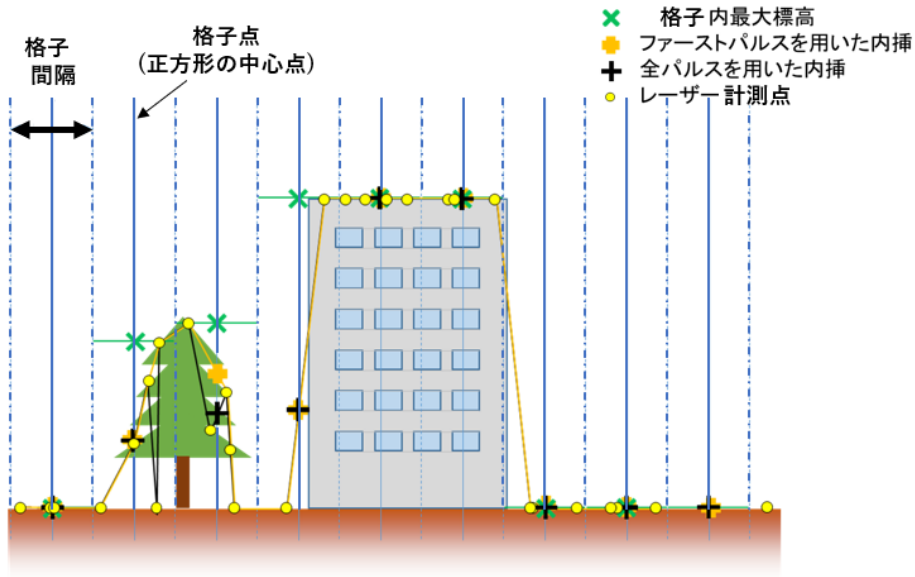 格子
間隔
格子点
(正方形の中心点)
格子内最大標高
ファーストパルスを用いた内挿
全パルスを用いた内挿
レーザー計測点